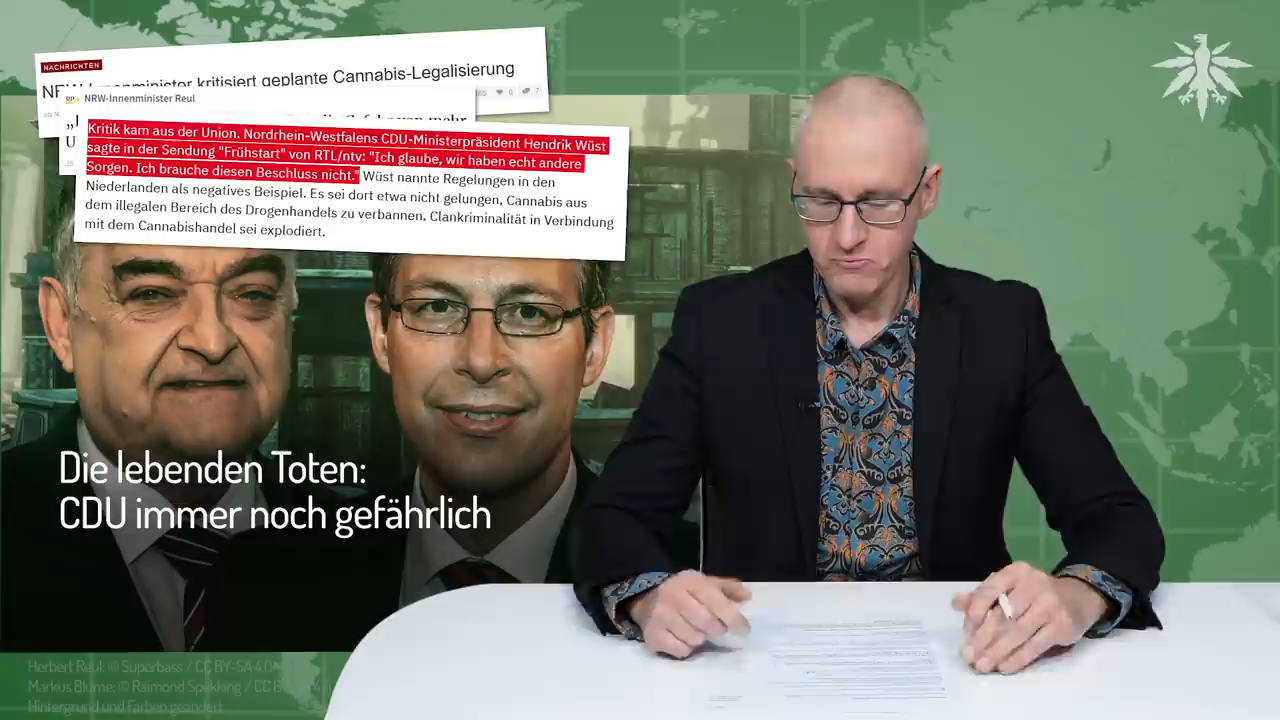 NACHRICHTEN
NRW-Innenminister kritisiert geplante Cannabis-Legalisierung
0
7
RP
NRW-Innenminister Reul
Kritik kam aus der Union. Nordrhein-Westfalens CDU-Ministerpräsident Hendrik Wüst
sagte in der Sendung "Frühstart" von RTL/ntv: "Ich glaube, wir haben echt andere
Sorgen. Ich brauche diesen Beschluss nicht." Wüst nannte Regelungen in den
Niederlanden als negatives Beispiel. Es sei dort etwa nicht gelungen, Cannabis aus
dem illegalen Bereich des Drogenhandels zu verbannen. Clankriminalität in Verbindung
mit dem Cannabishandel sei explodiert.
Die lebenden Toten:
CDU immer noch gefährlich
Herbert Reul: © Superbass / CC BY-SA 4.0
Markus Blume: © Raimond Spekking / CC
Hintergrund und Farben geändert